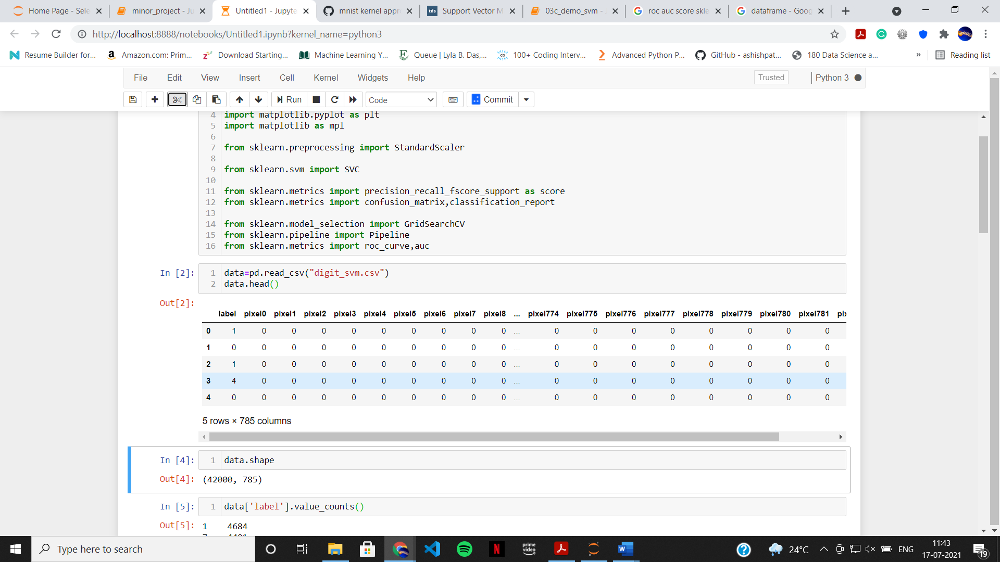 Home Page - Sele
minor_project - Ju
Untitled1 - Jupyte
mnist kernel appr
Support Vector M
03c_demo_svm - J
roc auc score skle
dataframe - Goog
http://localhost:8888/notebooks/Untitled1.ipynb?kernel_name=python3
Resume Builder for...
Amazon.com: Prim...
Download Starting...
Machine Learning Y...
Queue | Lyla B. Das,...
100+ Coding Interv...
Advanced Python P...
GitHub - ashishpat...
180 Data Science a...
»
Reading list
File Edit View Insert Cell Kernel Widgets Help
Trusted
Python 3
Run
Code
Commit
4 import matplotlib.pyplot as plt
5 import matplotlib as mpl
6
7 from sklearn.preprocessing import StandardScaler
8
9 from sklearn.svm import SVC
10
11 from sklearn.metrics import precision_recall_fscore_support as score
12 from sklearn.metrics import confusion_matrix,classification_report
13
14 from sklearn.model_selection import GridSearchCV
15 from sklearn.pipeline import Pipeline
16 from sklearn.metrics import roc_curve,auc
In [2]: 1 data=pd.read_csv("digit_svm.csv")
2 data.head()
Out[2]:
label pixel0 pixel1 pixel2 pixel3 pixel4 pixel5 pixel6 pixel7 pixel8 ... pixel774 pixel775 pixel776 pixel777 pixel778 pixel779 pixel780 pixel781 pix
0 1 0 0 0 0 0 0 0 0 0 ... 0 0 0 0 0 0 0 0
1 0 0 0 0 0 0 0 0 0 0 ... 0 0 0 0 0 0 0 0
2 1 0 0 0 0 0 0 0 0 0 ... 0 0 0 0 0 0 0 0
3 4 0 0 0 0 0 0 0 0 0 ... 0 0 0 0 0 0 0 0
4 0 0 0 0 0 0 0 0 0 0 ... 0 0 0 0 0 0 0 0
5 rows × 785 columns
In [4]: 1 data.shape
Out[4]: (42000, 785)
In [5]: 1 data['label'].value_counts()
Out[5]: 1 4684
Type here to search
prime video
24°C
ENG
11:43
17-07-2021
19